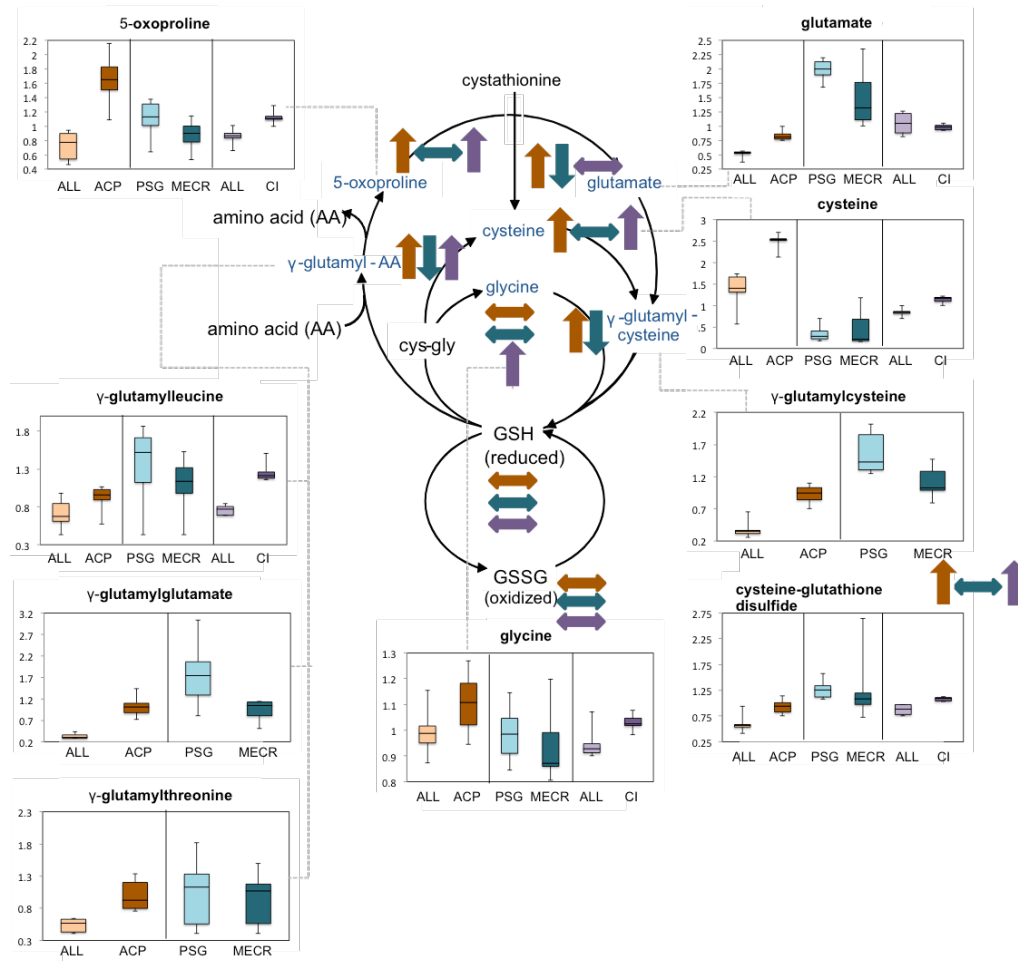 5-oxoproline
2.2
2
1.8
1.6
1.4
1.2
1
0.8
0.6
0.4
ALL ACP PSG MECR ALL CI
glutamate
2.5
2.25
2
1.75
1.5
1.25
1
0.75
0.5
0.25
ALL ACP PSG MECR ALL CI
cystathionine
5-oxoproline
glutamate
amino acid (AA)
cysteine
γ-glutamyl - AA
glycine
amino acid (AA)
cys-gly
γ-glutamyl -
cysteine
GSH
(reduced)
GSSG
(oxidized)
cysteine
3
2.5
2
1.5
1
.5
0
ALL ACP PSG MECR ALL CI
γ-glutamylleucine
1.8
1.3
0.8
0.3
ALL ACP PSG MECR ALL CI
γ-glutamylcysteine
2.2
1.7
1.2
0.7
0.2
ALL ACP PSG MECR
γ-glutamylglutamate
3.2
2.7
2.2
1.7
1.2
0.7
0.2
ALL ACP PSG MECR
cysteine-glutathione
disulfide
2.75
2.25
1.75
1.25
0.75
0.25
ALL ACP PSG MECR ALL CI
glycine
1.3
1.2
1.1
1
0.9
0.8
ALL ACP PSG MECR ALL CI
γ-glutamylthreonine
2.3
1.8
1.3
0.8
0.3
ALL ACP PSG MECR